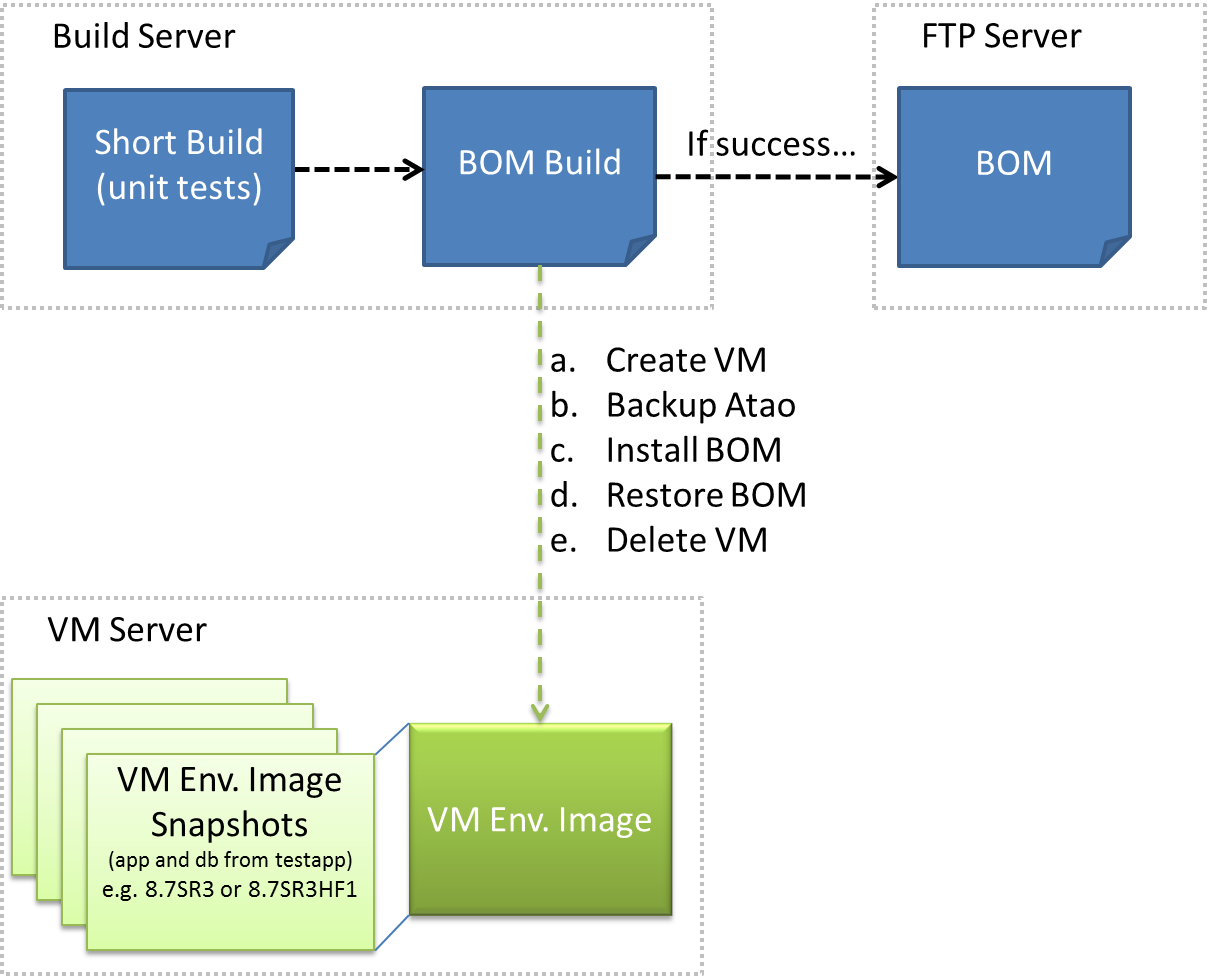 Build Server
Short Build
(unit tests)
BOM Build
If success...
FTP Server
BOM
a. Create VM
b. Backup Atao
c. Install BOM
d. Restore BOM
e. Delete VM
VM Server
VM Env. Image
Snapshots
(app and db from testapp)
e.g. 8.7SR3 or 8.7SR3HF1
VM Env. Image